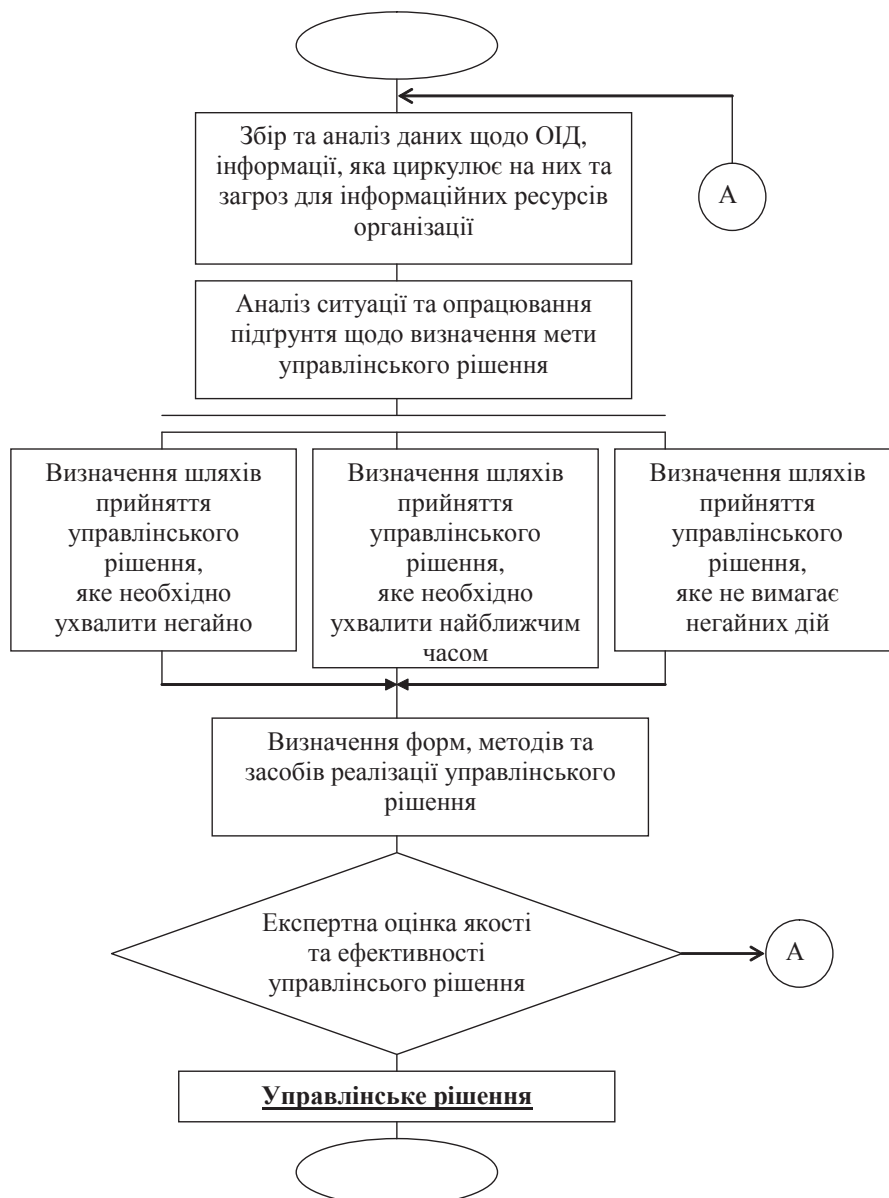 Збір та аналіз даних щодо ОІД,
інформації, яка циркулює на них та
загроз для інформаційних ресурсів
організації
А
Аналіз ситуації та опрацювання
підґрунтя щодо визначення мети
управлінського рішення
Визначення шляхів
прийняття
управлінського
рішення,
яке необхідно
ухвалити негайно
Визначення шляхів
прийняття
управлінського
рішення,
яке необхідно
ухвалити найближчим
часом
Визначення шляхів
прийняття
управлінського
рішення,
яке не вимагає
негайних дій
Визначення форм, методів та
засобів реалізації управлінського
рішення
Експертна оцінка якості
та ефективності
управлінсього рішення
А
Управлінське рішення